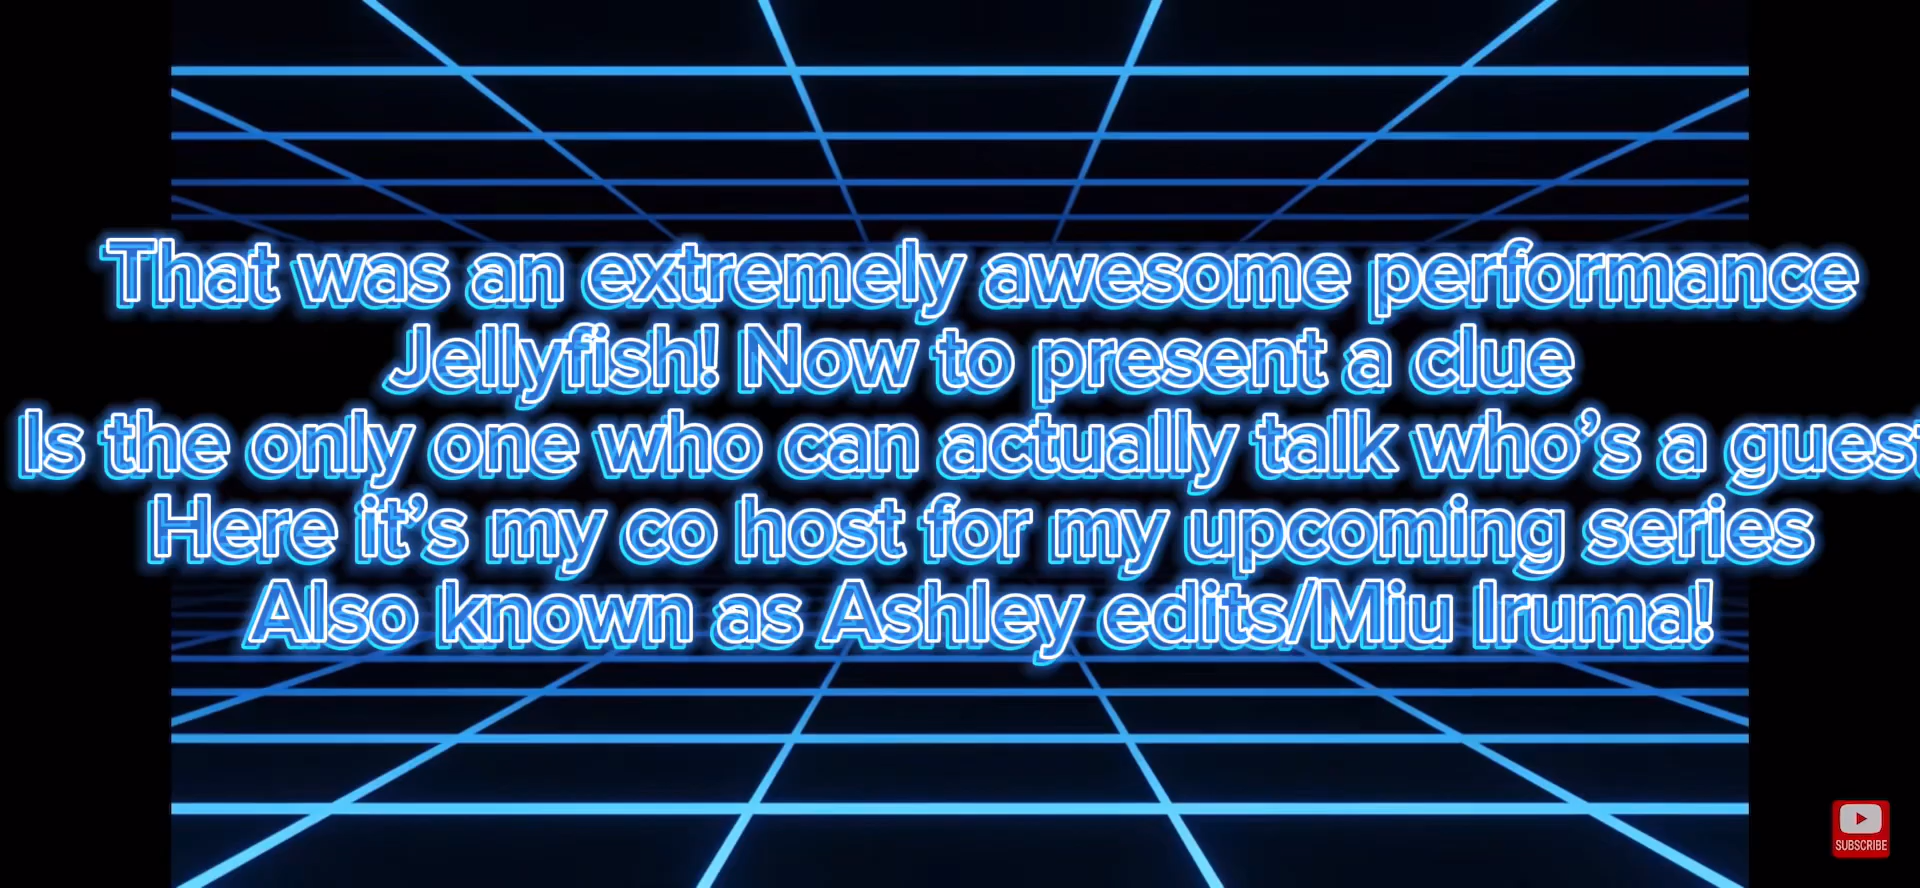 That was an extremely awesome performance
Jellyfish! Now to present a clue
Is the only one who can actually talk who's a guest
Here it's my co host for my upcoming series
Also known as Ashley edits/Miu Iruma!
SUBSCRIBE